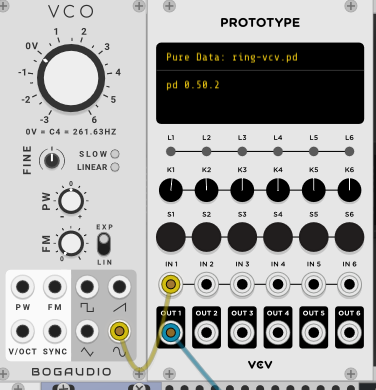 VCO
1
2
3
4
5
6
0V
-1
-2
-3
0V = C4 = 261.63HZ
FINE
SLOW
LINEAR
PW
0
FM
0
EXP
LIN
PW
FM
V/OCT
SYNC
BOGAUDIO
PROTOTYPE
Pure Data: ring-vcv.pd
pd 0.50.2
L1 L2 L3 L4 L5 L6
K1 K2 K3 K4 K5 K6
S1 S2 S3 S4 S5 S6
IN 1 IN 2 IN 3 IN 4 IN 5 IN 6
OUT 1 OUT 2 OUT 3 OUT 4 OUT 5 OUT 6
VCV